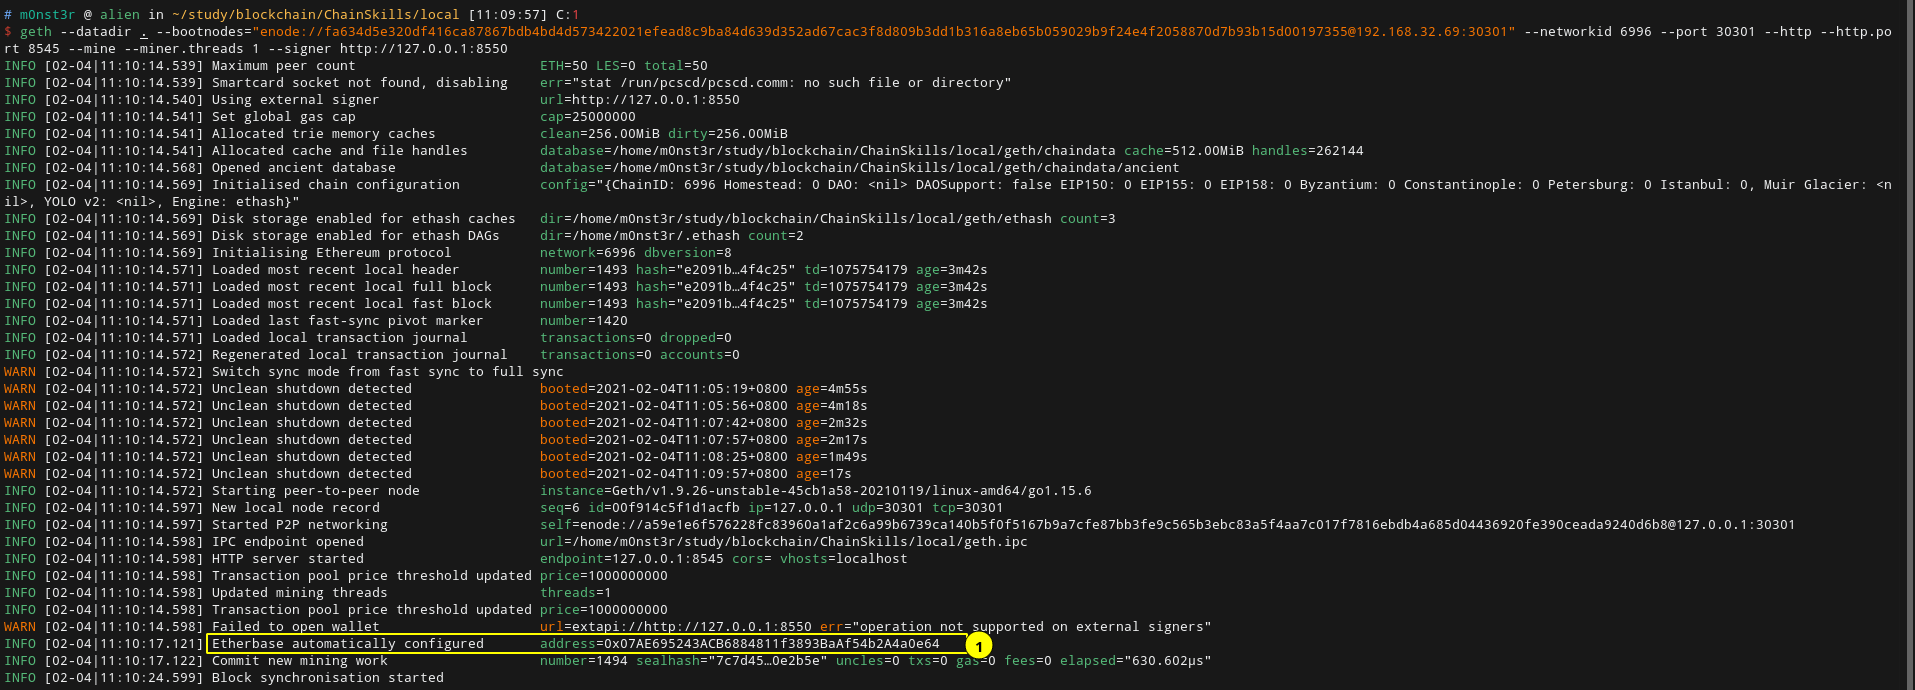 # m0nst3r @ alien in ~/study/blockchain/ChainSkills/local [11:09:57] C:1
$ geth --datadir . --bootnodes="enode://fa634d5e320df416ca87867bdb4bd4d573422021efead8c9ba84d639d352ad67cac3f8d809b3dd1b316a8eb65b059029b9f24e4f2058870d7b93b15d00197355@192.168.32.69:30301" --networkid 6996 --port 30301 --http --http.po
rt 8545 --mine --miner.threads 1 --signer http://127.0.0.1:8550
INFO [02-04|11:10:14.539] Maximum peer count ETH=50 LES=0 total=50
INFO [02-04|11:10:14.539] Smartcard socket not found, disabling err="stat /run/pcscd/pcscd.comm: no such file or directory"
INFO [02-04|11:10:14.540] Using external signer url=http://127.0.0.1:8550
INFO [02-04|11:10:14.541] Set global gas cap cap=25000000
INFO [02-04|11:10:14.541] Allocated trie memory caches clean=256.00MiB dirty=256.00MiB
INFO [02-04|11:10:14.541] Allocated cache and file handles database=/home/m0nst3r/study/blockchain/ChainSkills/local/geth/chaindata cache=512.00MiB handles=262144
INFO [02-04|11:10:14.568] Opened ancient database database=/home/m0nst3r/study/blockchain/ChainSkills/local/geth/chaindata/ancient
INFO [02-04|11:10:14.569] Initialised chain configuration config="{ChainID: 6996 Homestead: 0 DAO: <nil> DAOSupport: false EIP150: 0 EIP155: 0 EIP158: 0 Byzantium: 0 Constantinople: 0 Petersburg: 0 Istanbul: 0, Muir Glacier: <n
il>, YOLO v2: <nil>, Engine: ethash}"
INFO [02-04|11:10:14.569] Disk storage enabled for ethash caches dir=/home/m0nst3r/study/blockchain/ChainSkills/local/geth/ethash count=3
INFO [02-04|11:10:14.569] Disk storage enabled for ethash DAGs dir=/home/m0nst3r/.ethash count=2
INFO [02-04|11:10:14.569] Initialising Ethereum protocol network=6996 dbversion=8
INFO [02-04|11:10:14.571] Loaded most recent local header number=1493 hash="e2091b…4f4c25" td=1075754179 age=3m42s
INFO [02-04|11:10:14.571] Loaded most recent local full block number=1493 hash="e2091b…4f4c25" td=1075754179 age=3m42s
INFO [02-04|11:10:14.571] Loaded most recent local fast block number=1493 hash="e2091b…4f4c25" td=1075754179 age=3m42s
INFO [02-04|11:10:14.571] Loaded last fast-sync pivot marker number=1420
INFO [02-04|11:10:14.571] Loaded local transaction journal transactions=0 dropped=0
INFO [02-04|11:10:14.572] Regenerated local transaction journal transactions=0 accounts=0
WARN [02-04|11:10:14.572] Switch sync mode from fast sync to full sync
WARN [02-04|11:10:14.572] Unclean shutdown detected booted=2021-02-04T11:05:19+0800 age=4m55s
WARN [02-04|11:10:14.572] Unclean shutdown detected booted=2021-02-04T11:05:56+0800 age=4m18s
WARN [02-04|11:10:14.572] Unclean shutdown detected booted=2021-02-04T11:07:42+0800 age=2m32s
WARN [02-04|11:10:14.572] Unclean shutdown detected booted=2021-02-04T11:07:57+0800 age=2m17s
WARN [02-04|11:10:14.572] Unclean shutdown detected booted=2021-02-04T11:08:25+0800 age=1m49s
WARN [02-04|11:10:14.572] Unclean shutdown detected booted=2021-02-04T11:09:57+0800 age=17s
INFO [02-04|11:10:14.572] Starting peer-to-peer node instance=Geth/v1.9.26-unstable-45cb1a58-20210119/linux-amd64/go1.15.6
INFO [02-04|11:10:14.597] New local node record seq=6 id=00f914c5f1d1acfb ip=127.0.0.1 udp=30301 tcp=30301
INFO [02-04|11:10:14.597] Started P2P networking self=enode://a59e1e6f576228fc83960a1af2c6a99b6739ca140b5f0f5167b9a7cfe87bb3fe9c565b3ebc83a5f4aa7c017f7816ebdb4a685d04436920fe390ceada9240d6b8@127.0.0.1:30301
INFO [02-04|11:10:14.598] IPC endpoint opened url=/home/m0nst3r/study/blockchain/ChainSkills/local/geth.ipc
INFO [02-04|11:10:14.598] HTTP server started endpoint=127.0.0.1:8545 cors= vhosts=localhost
INFO [02-04|11:10:14.598] Transaction pool price threshold updated price=1000000000
INFO [02-04|11:10:14.598] Updated mining threads threads=1
INFO [02-04|11:10:14.598] Transaction pool price threshold updated price=1000000000
WARN [02-04|11:10:14.598] Failed to open wallet url=extapi://http://127.0.0.1:8550 err="operation not supported on external signers"
INFO [02-04|11:10:17.121] Etherbase automatically configured address=0x07AE695243ACB6884811f3893BaAf54b2A4a0e64 1
INFO [02-04|11:10:17.122] Commit new mining work number=1494 sealhash="7c7d45…0e2b5e" uncles=0 txs=0 gas=0 fees=0 elapsed="630.602µs"
INFO [02-04|11:10:24.599] Block synchronisation started